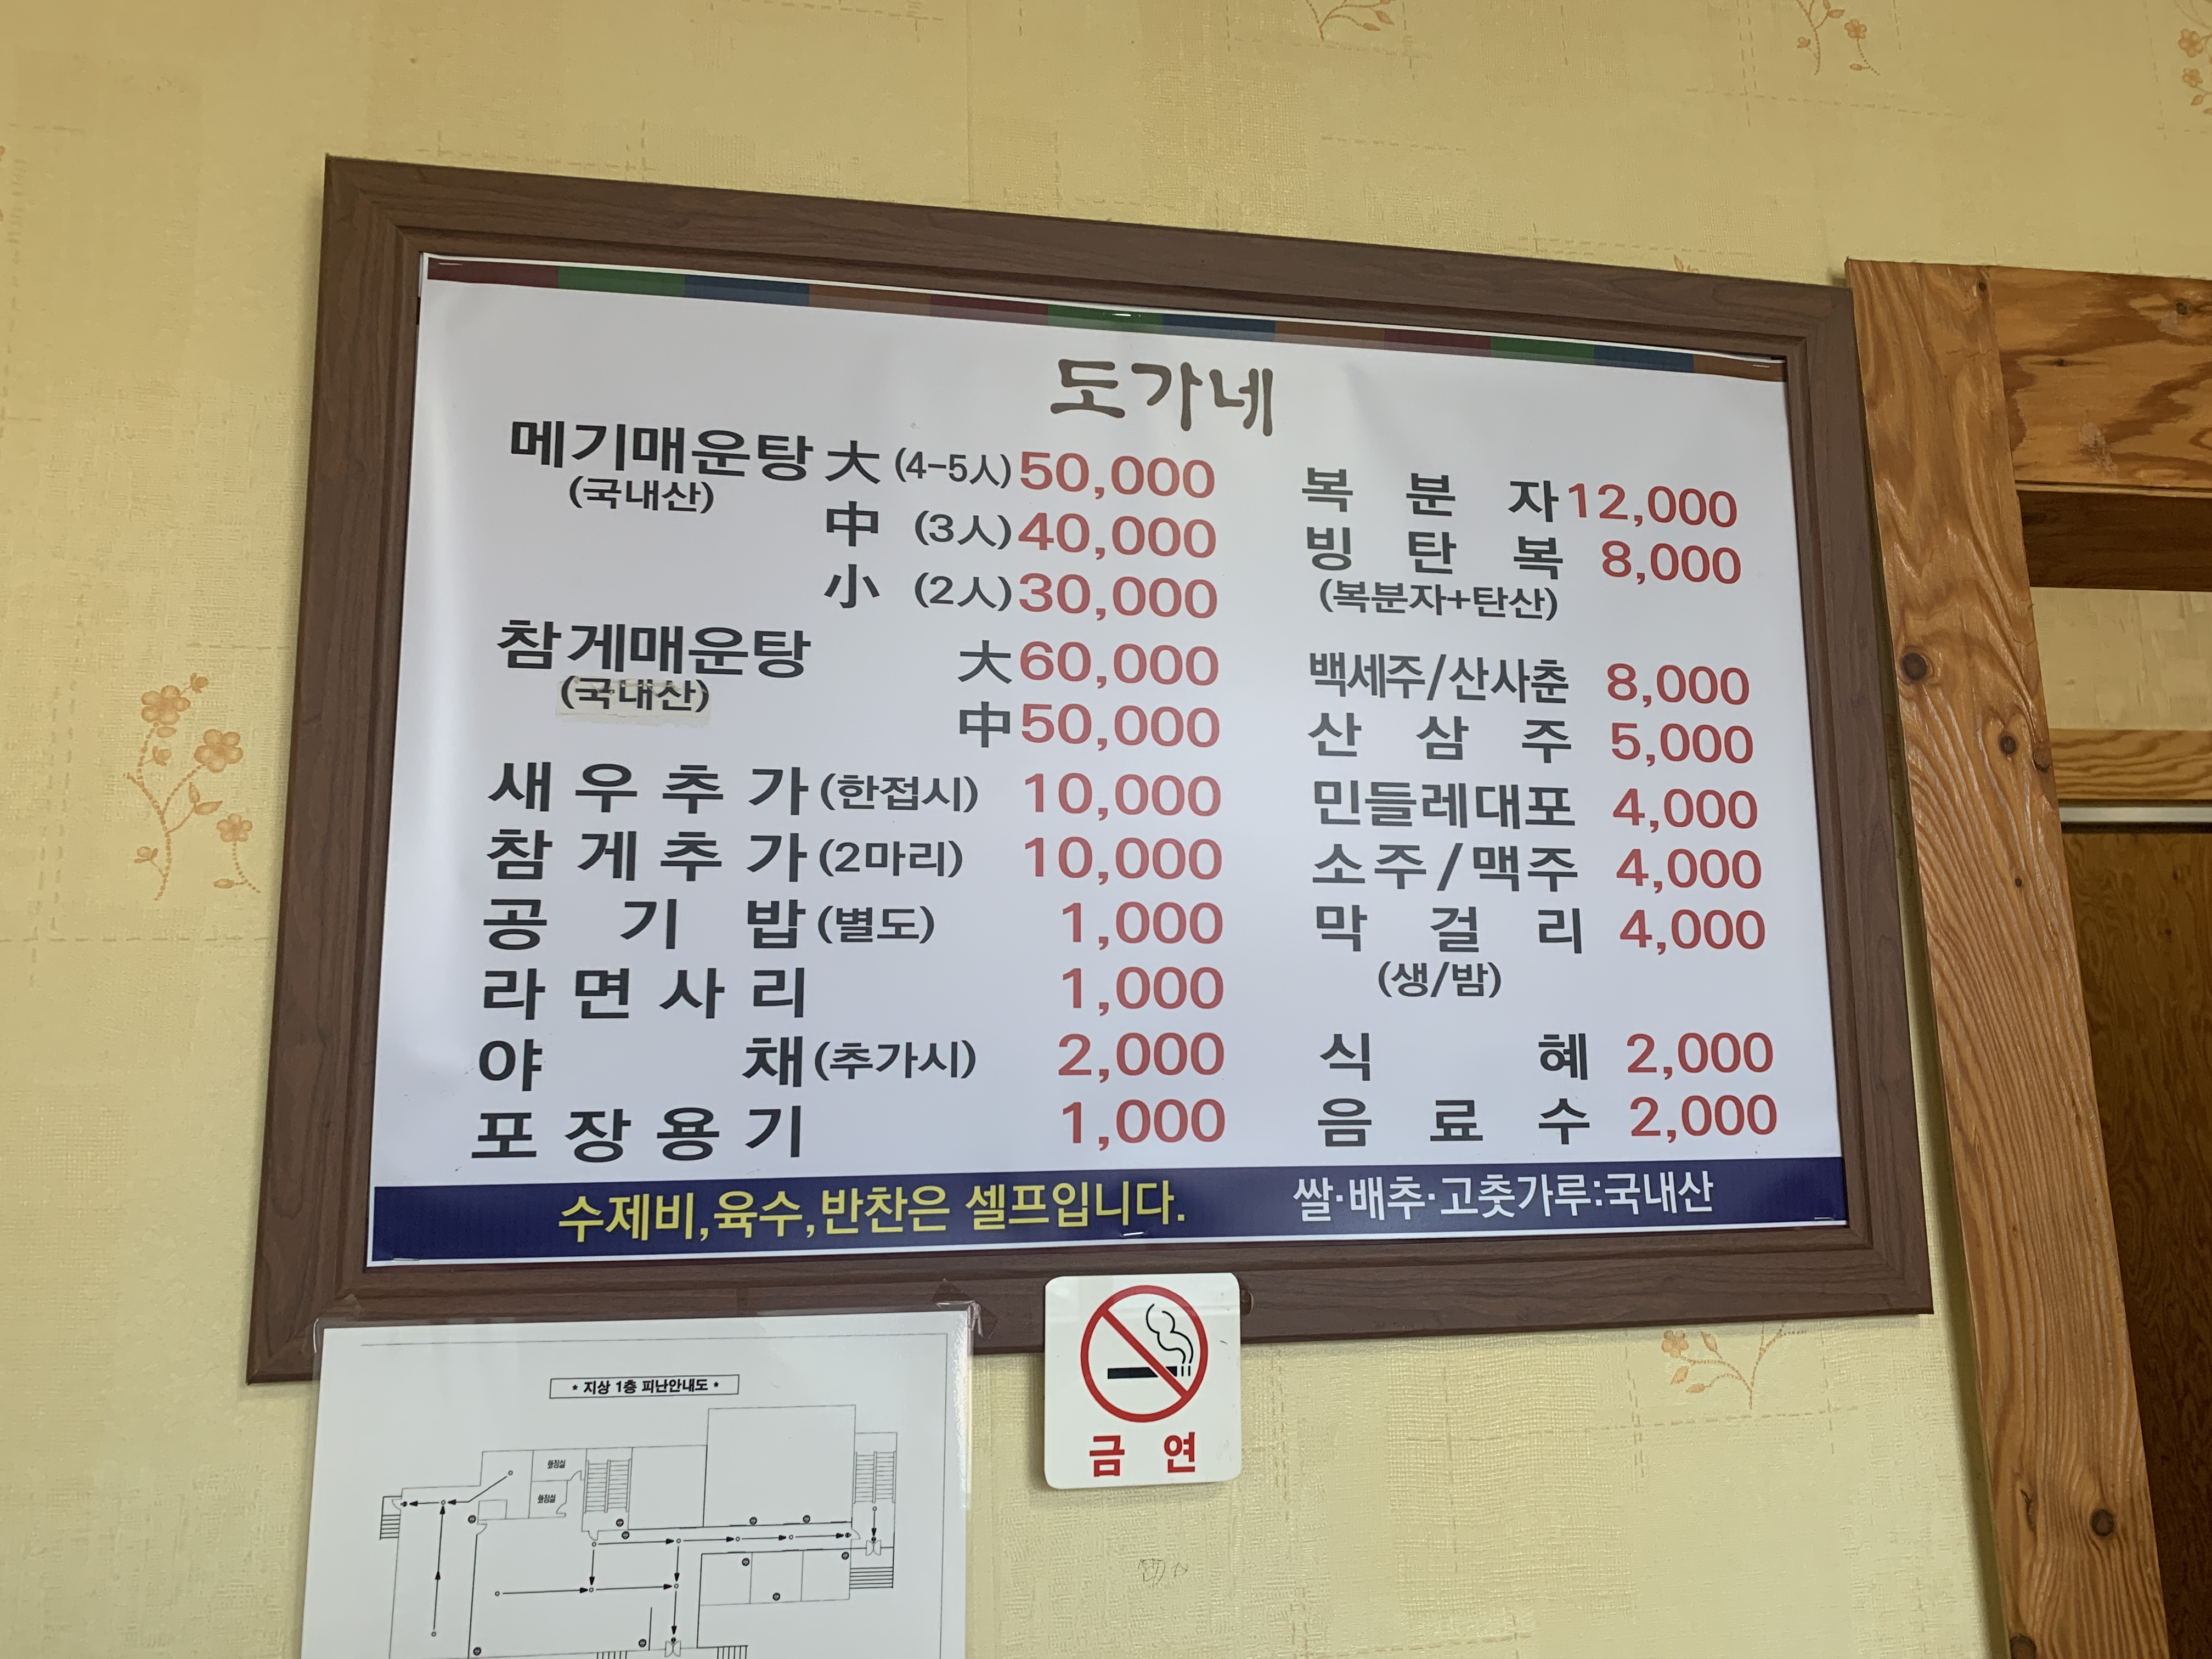 도가네
메기매운탕 大 (4-5人) 50,000
(국내산)
中 (3人) 40,000
小 (2人) 30,000
참게매운탕 大 60,000
(국내산)
中 50,000
새우추가 (한접시) 10,000
참게추가 (2마리) 10,000
공기밥 (별도) 1,000
라면사리 1,000
야채 (추가시) 2,000
포장용기 1,000
복분자 12,000
빙탄복 8,000
(복분자+탄산)
백세주/산사춘 8,000
산삼주 5,000
민들레대포 4,000
소주/맥주 4,000
막걸리 4,000
(생/밤)
식혜 2,000
음료수 2,000
수제비,육수,반찬은 셀프입니다.
쌀·배추·고춧가루:국내산
금연
* 지상 1층 피난안내도 *
화장실
화장실